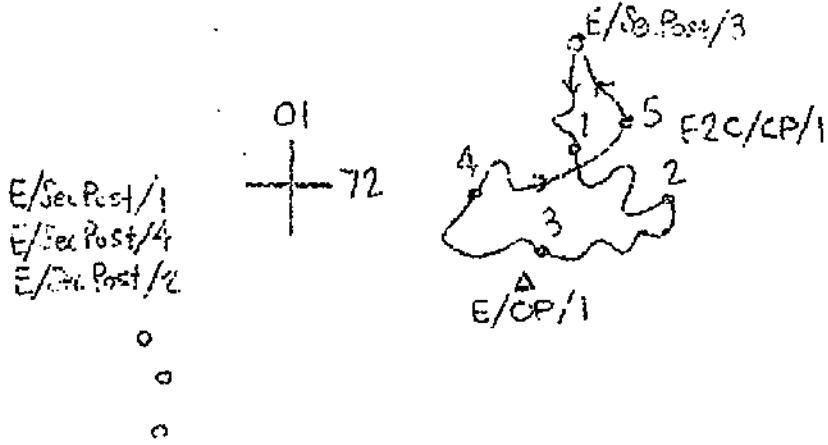 E/Sec Post/3
01
1
5
E2C/CP/1
4
72
2
E/Sec Post/1
E/Sec Post/4
E/Sec Post/2
3
E/CP/1